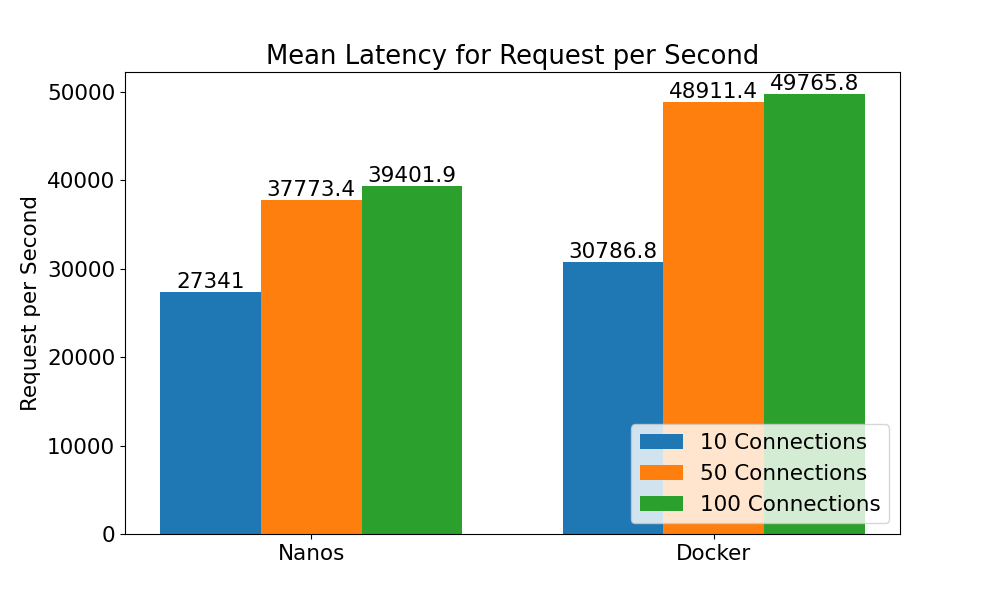 Mean Latency for Request per Second
Request per Second
50000
40000
30000
20000
10000
0
27341
37773.4
39401.9
30786.8
48911.4
49765.8
10 Connections
50 Connections
100 Connections
Nanos
Docker